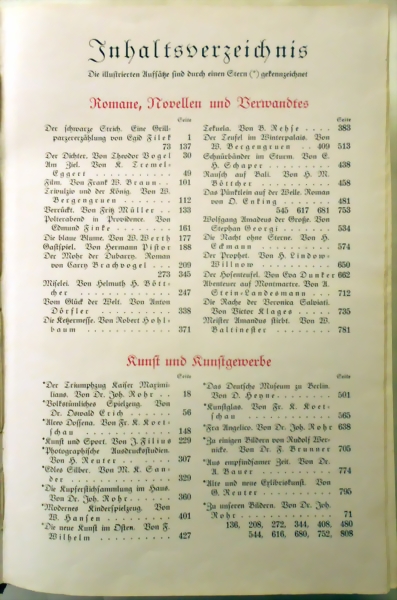 Inhaltsverzeichnis
Die illustrierten Aufsätze sind durch einen Stern (*) gekennzeichnet
Romane, Novellen und Verwandtes
Seite
Der schwarze Streich. Eine Grill-
parzererzählung von Egid Filek 1
73 137
Der Dichter. Von Theodor Vogel 30
Am Ziel. Von K. Tremel-
Eggert 49
Film. Von Frank W. Braun 101
Trivulzio und der König. Von W.
Bergengruen 112
Verrückt. Von Fritz Müller 133
Polterabend in Providence. Von
Edmund Finke 161
Die blaue Blume. Von W. Werth 177
Gastspiel. Von Hermann Pistor 188
Der Mohr der Dubarry. Roman
von Carry Brachvogel 209
273 345
Miselei. Von Helmuth H. Bött-
cher 247
Vom Glück der Welt. Von Anton
Dörfler 338
Die Ketzermesse. Von Robert Hohl-
baum 371
Seite
Tekuela. Von B. Rehse 383
Der Teufel im Winterpalais. Von
W. Bergengruen 409 513
Schnürbänder im Sturm. Von E.
H. Schaper 438
Rausch auf Bali. Von H. M.
Böttcher 458
Das Pünktlein auf der Welle. Roman
von O. Enking 481
545 617 681 753
Wolfgang Amadeus der Große. Von
Stephan Georgi 534
Die Nacht ohne Sterne. Von H.
Eckmann 574
Der Prophet. Von H. Lindow-
Willnow 650
Der Hosenteufel. Von Eva Dunker 662
Abenteuer auf Montmartre. Von A.
Stein-Landesmann 712
Die Rache der Veronica Salviati.
Von Victor Klages 735
Meister Amandus stirbt. Von W.
Baltinester 781
Kunst und Kunstgewerbe
Seite
*Der Triumphzug Kaiser Maximi-
lians. Von Dr. Joh. Rohr 18
*Volkstümliches Spielzeug. Von
Dr. Oswald Erich 56
*Alceo Dossena. Von Fr. K. Koet-
schau 148
*Kunst und Sport. Von J. Filius 229
*Photographische Ausdrucksstudien.
Von H. Reuter 307
*Edles Silber. Von M. K. San-
der 329
*Die Kupferstichsammlung im Haus.
Von Dr. Joh. Rohr 360
*Modernes Kinderspielzeug. Von
W. Hansen 401
*Die neue Kunst im Osten. Von F.
Wilhelm 427
Seite
*Das Deutsche Museum zu Berlin.
Von O. Heyne 501
*Kunstglas. Von Fr. K. Koet-
schau 565
*Fra Angelico. Von Dr. Joh. Rohr 638
*Zu einigen Bildern von Rudolf Wer-
nicke. Von Dr. F. Brunner 705
*Aus empfindsamer Zeit. Von Dr.
A. Bauer 774
*Alte und neue Exlibriskunst. Von
G. Reuter 795
*Zu unseren Bildern. Von Dr. Joh.
Rohr 71
136, 208, 272, 344, 408, 480
544, 616, 680, 752, 808